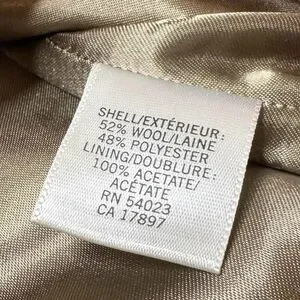 SHELL/EXTÉRIEUR:
52% WOOL/LAINE
48% POLYESTER
LINING/DOUBLURE:
100% ACETATE/
ACÉTATE
RN 54023
CA 17897